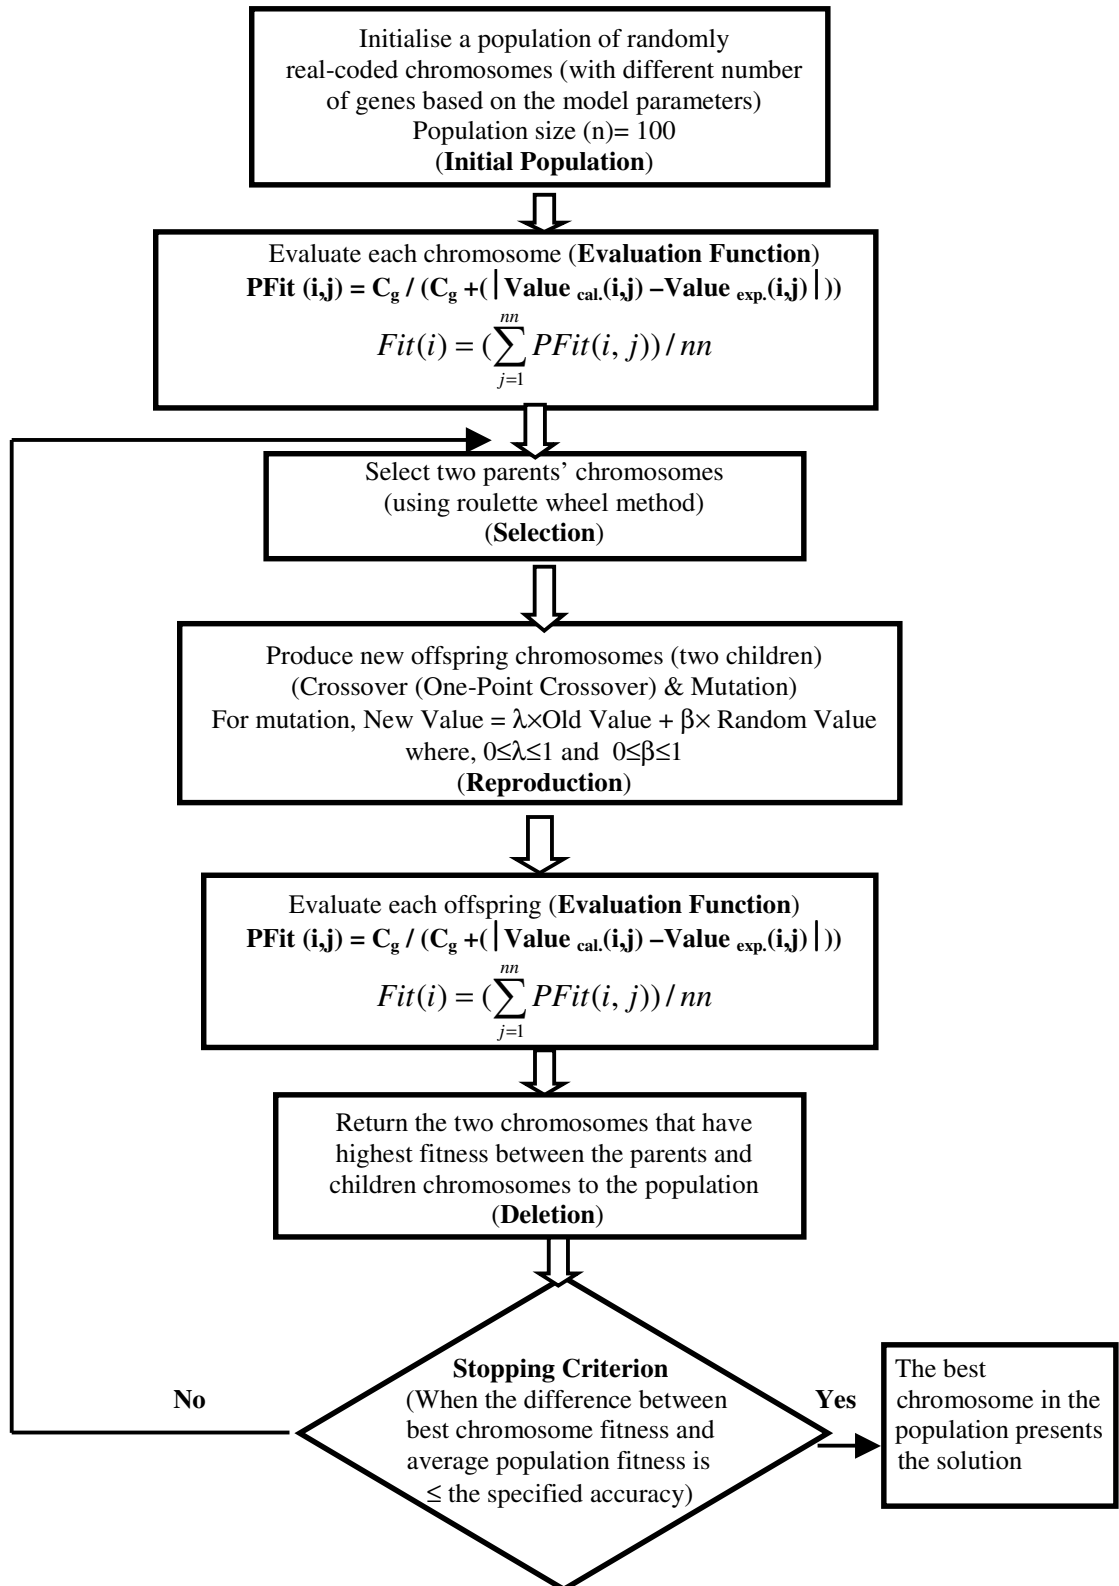 Initialise a population of randomly
real-coded chromosomes (with different number
of genes based on the model parameters)
Population size (n)= 100
(Initial Population)
Evaluate each chromosome (Evaluation Function)
PFit (i,j) = C_g / (C_g +(|Value cal.(i,j) –Value exp.(i,j)|))
Fit(i) = (∑_{j=1}^{nn} PFit(i, j)) / nn
Select two parents’ chromosomes
(using roulette wheel method)
(Selection)
Produce new offspring chromosomes (two children)
(Crossover (One-Point Crossover) & Mutation)
For mutation, New Value = λ×Old Value + β× Random Value
where, 0≤λ≤1 and 0≤β≤1
(Reproduction)
Evaluate each offspring (Evaluation Function)
PFit (i,j) = C_g / (C_g +(|Value cal.(i,j) –Value exp.(i,j)|))
Fit(i) = (∑_{j=1}^{nn} PFit(i, j)) / nn
Return the two chromosomes that have
highest fitness between the parents and
children chromosomes to the population
(Deletion)
Stopping Criterion
(When the difference between
best chromosome fitness and
average population fitness is
≤ the specified accuracy)
No
Yes
The best
chromosome in the
population presents
the solution